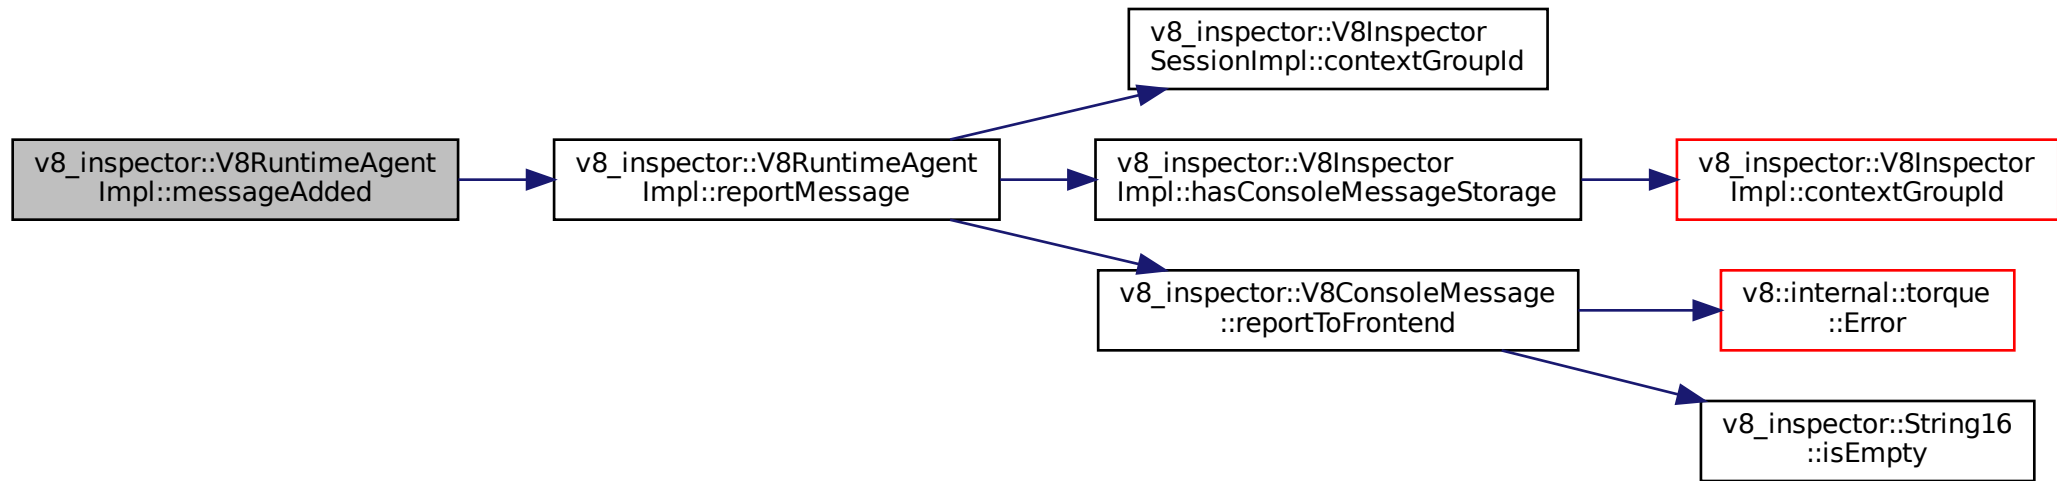 v8_inspector::V8RuntimeAgent
Impl::messageAdded
v8_inspector::V8RuntimeAgent
Impl::reportMessage
v8_inspector::V8Inspector
SessionImpl::contextGroupId
v8_inspector::V8Inspector
Impl::hasConsoleMessageStorage
v8_inspector::V8Inspector
Impl::contextGroupId
v8_inspector::V8ConsoleMessage
::reportToFrontend
v8::internal::torque
::Error
v8_inspector::String16
::isEmpty